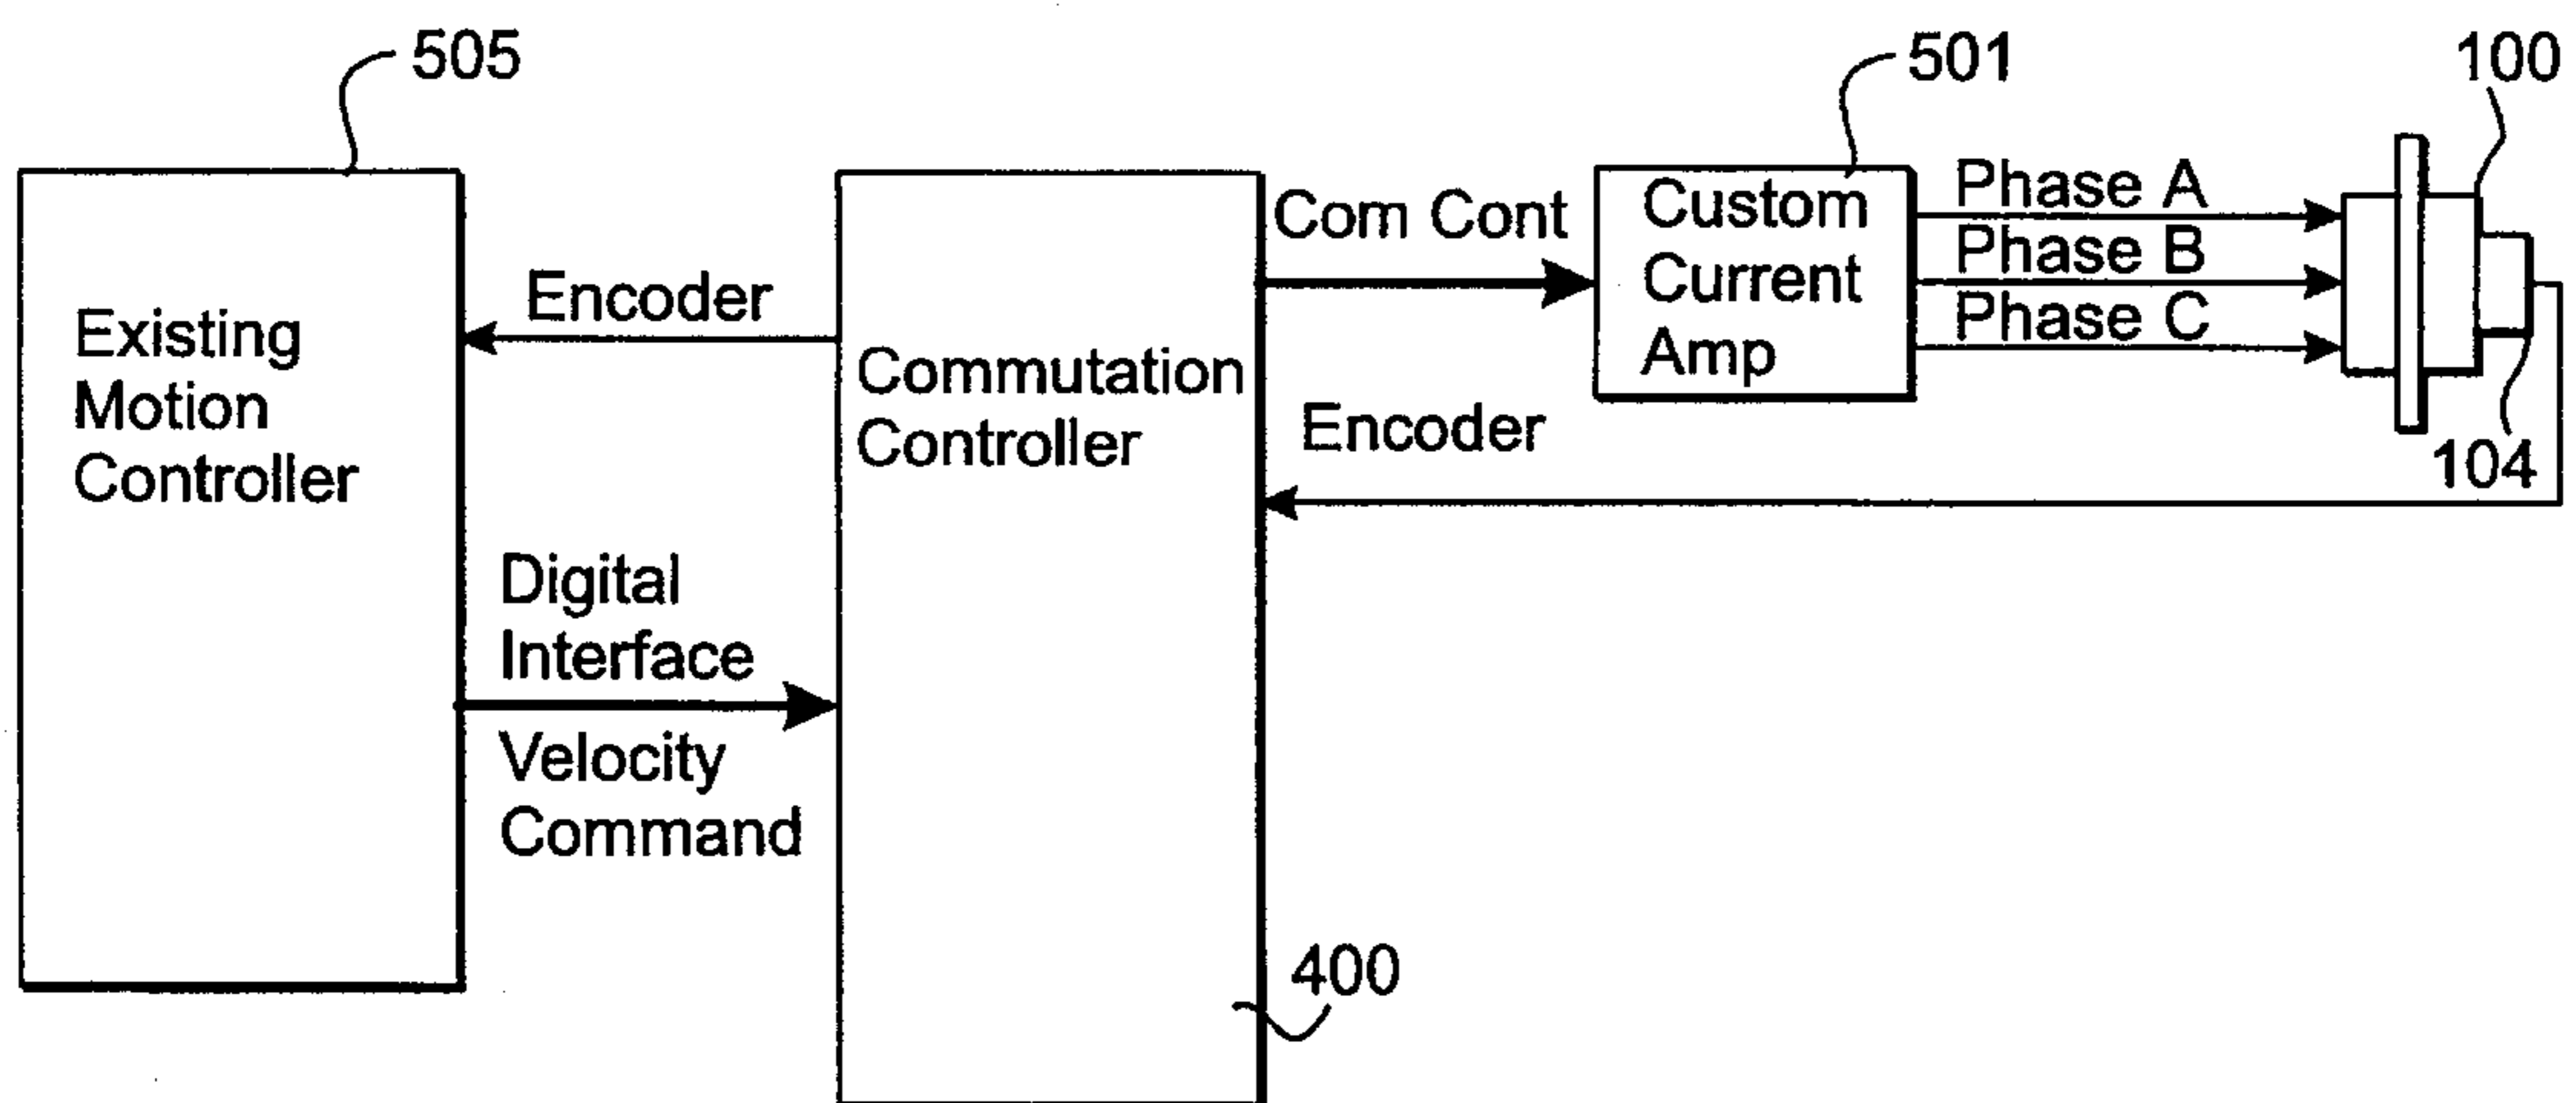 505
501
100
Existing
Motion
Controller
Encoder
Digital
Interface
Velocity
Command
Commutation
Controller
400
Com Cont
Encoder
Custom
Current
Amp
Phase A
Phase B
Phase C
104